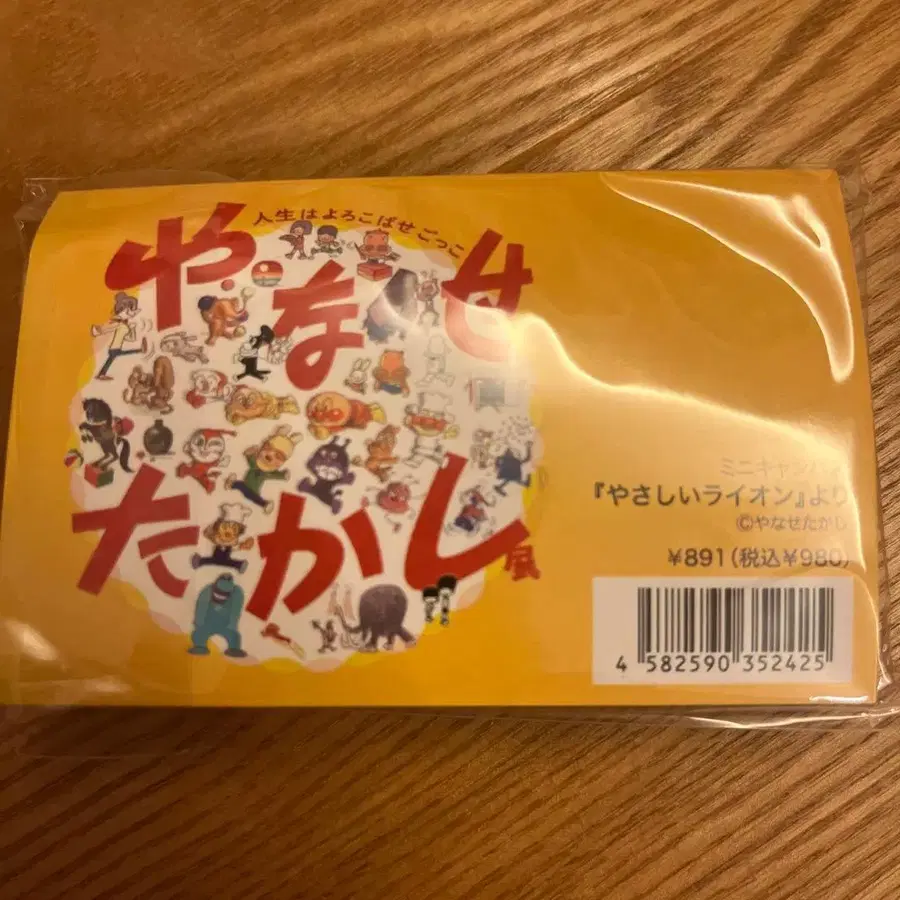 人生はよろこばせごっこ
やなせ
たかし展
ミニキャンバス
『やさしいライオン』より
©やなせたかし
¥891(税込¥980)
4 582590 352425